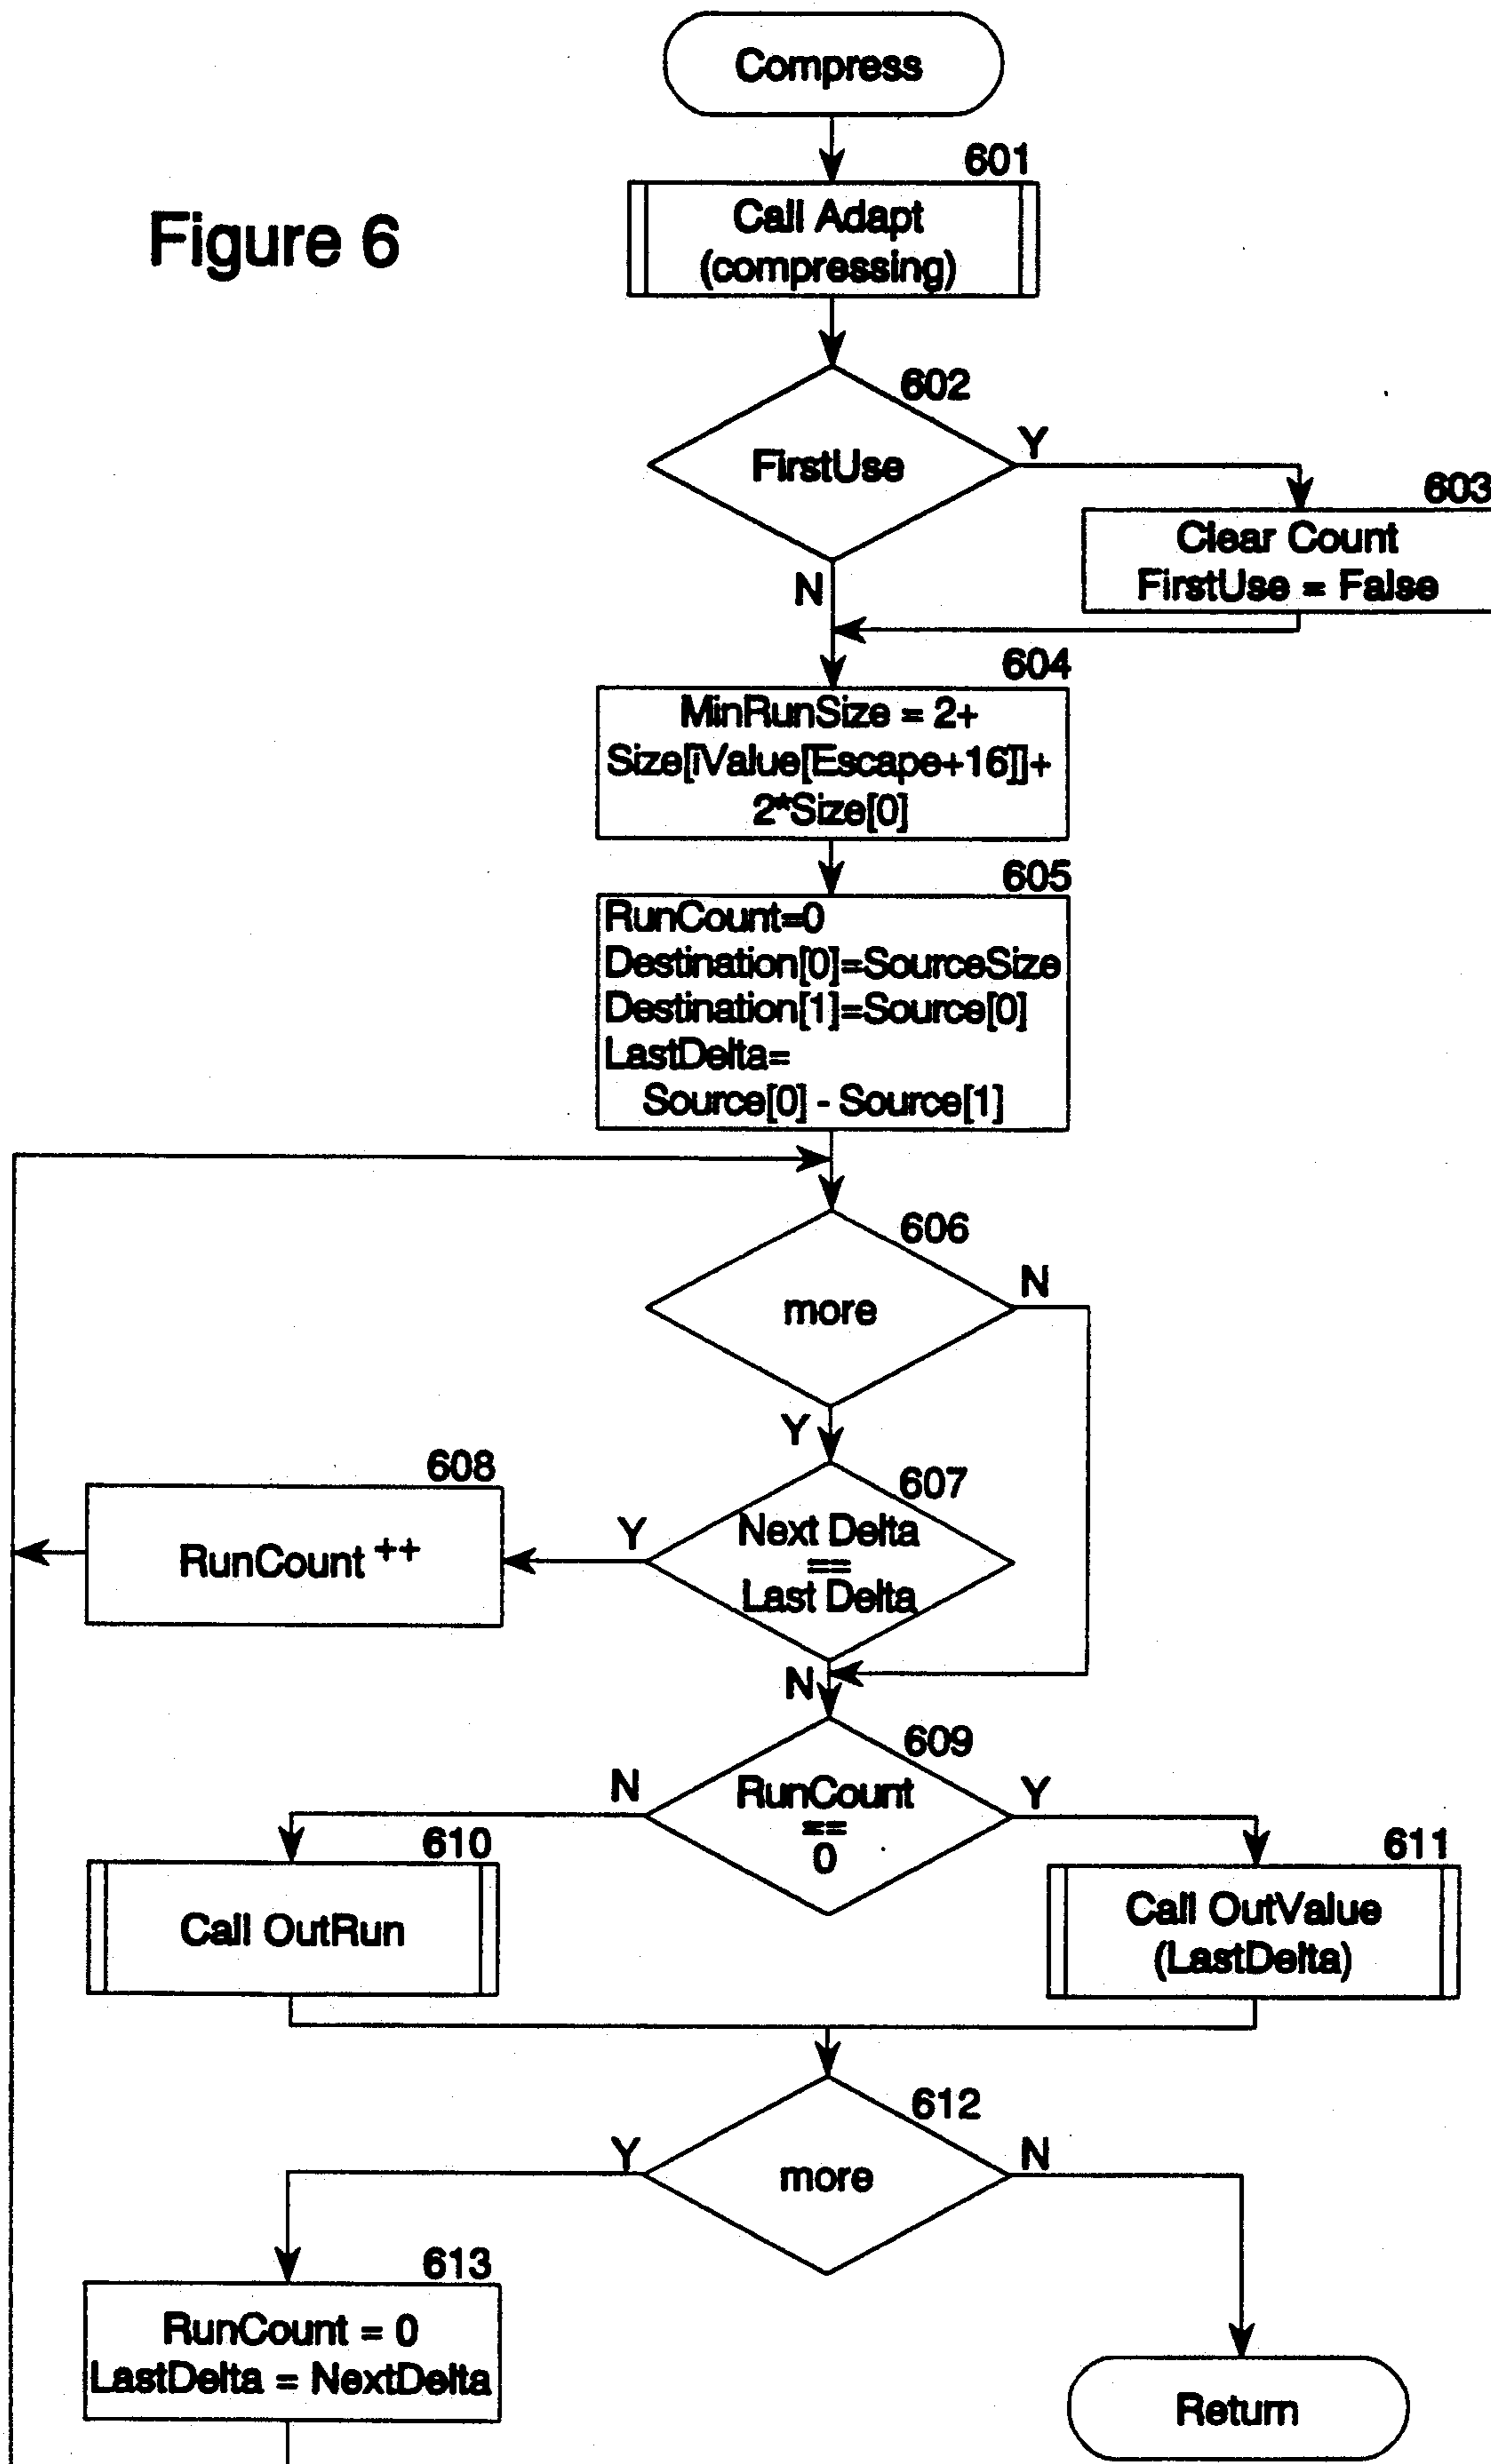 Compress
601
Figure 6
Call Adapt
(compressing)
602
FirstUse
Y
N
603
Clear Count
FirstUse = False
604
MinRunSize = 2+
Size[iValue[Escape+16]]+
2*Size[0]
605
RunCount=0
Destination[0]=SourceSize
Destination[1]=Source[0]
LastDelta=
Source[0] - Source[1]
606
more
N
Y
607
Next Delta
==
Last Delta
Y
608
RunCount ++
N
609
RunCount
==
0
N
Y
610
Call OutRun
611
Call OutValue
(LastDelta)
612
more
Y
N
613
RunCount = 0
LastDelta = NextDelta
Return